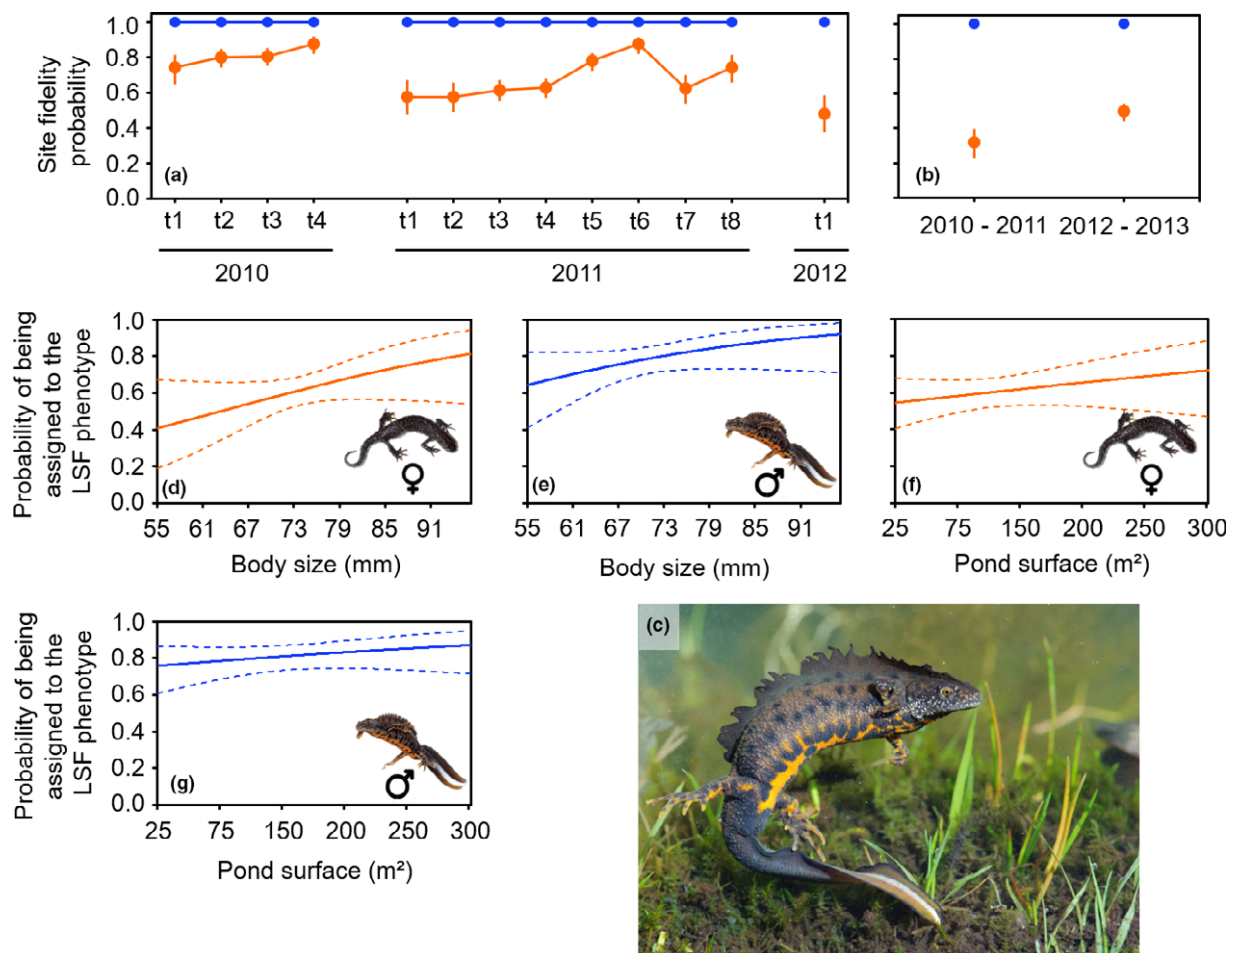 Site fidelity
probability
1.0
0.8
0.6
0.4
0.2
0.0
(a)
t1 t2 t3 t4 t1 t2 t3 t4 t5 t6 t7 t8 t1
2010 2011 2012
(b)
2010 - 2011 2012 - 2013
Probability of being
assigned to the
LSF phenotype
1.0
0.8
0.6
0.4
0.2
0.0
(d)
♀
55 61 67 73 79 85 91
Body size (mm)
(e)
♂
55 61 67 73 79 85 91
Body size (mm)
(f)
♀
25 75 150 200 250 300
Pond surface (m²)
Probability of being
assigned to the
LSF phenotype
1.0
0.8
0.6
0.4
0.2
0.0
(g)
♂
25 75 150 200 250 300
Pond surface (m²)
(c)